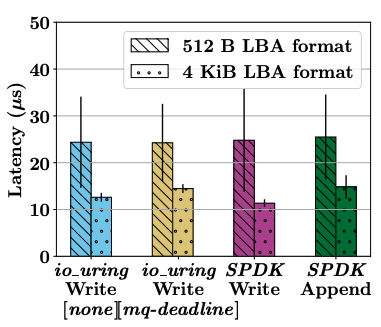 50
40
30
20
10
0
Latency (μs)
512 B LBA format
4 KiB LBA format
io_uring io_uring SPDK SPDK
Write Write Write Append
[none][mq-deadline]